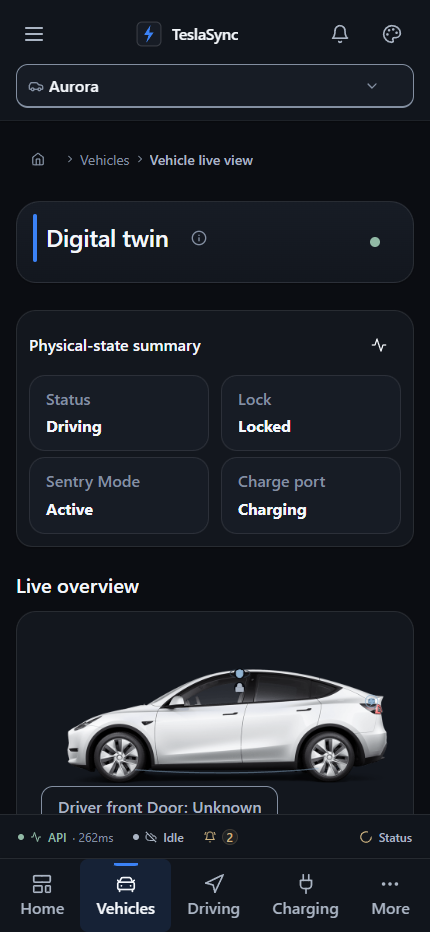 TeslaSync
Aurora
Vehicles Vehicle live view
Digital twin
Physical-state summary
Status
Driving
Lock
Locked
Sentry Mode
Active
Charge port
Charging
Live overview
Driver front Door: Unknown
API · 262ms Idle 2 Status
Home Vehicles Driving Charging More